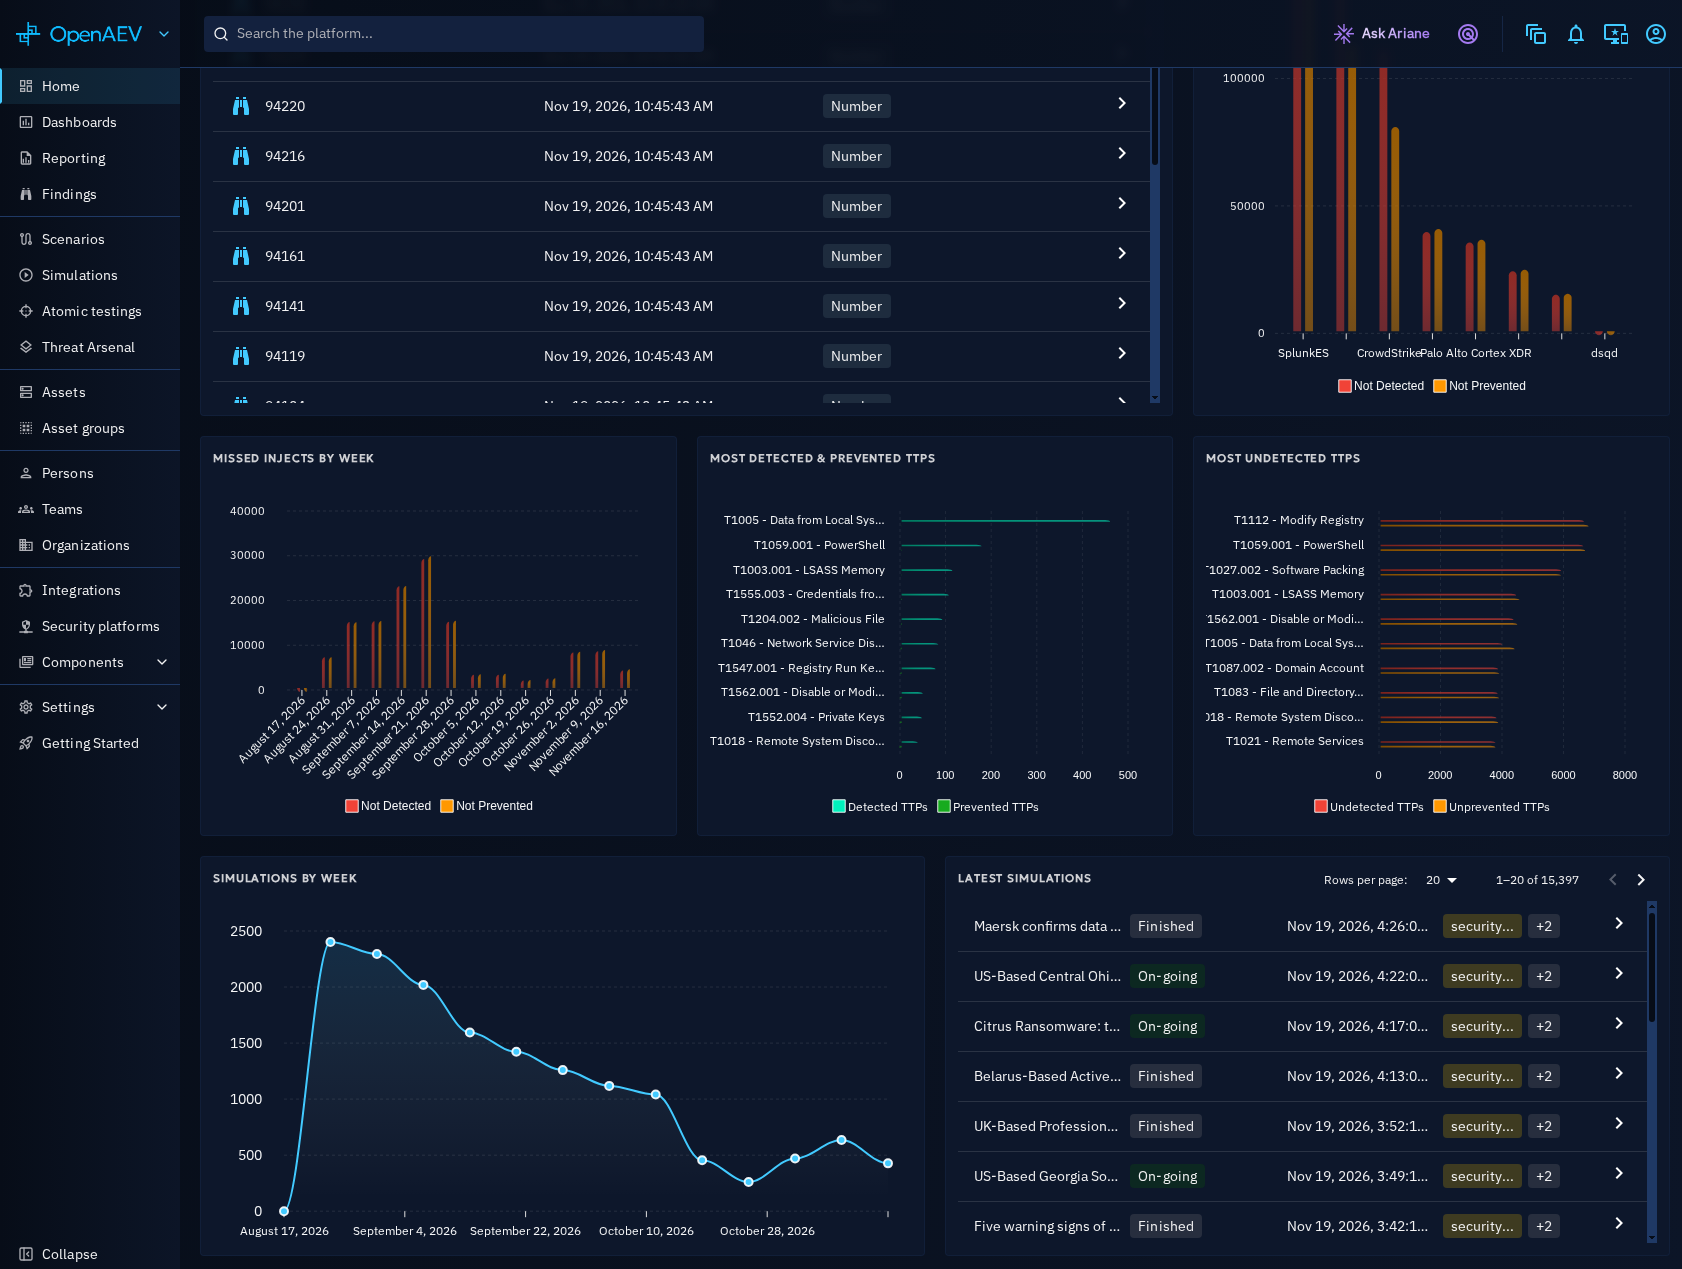 OpenAEV
Search the platform...
Ask Ariane
Home
Dashboards
Reporting
Findings
Scenarios
Simulations
Atomic testings
Threat Arsenal
Assets
Asset groups
Persons
Teams
Organizations
Integrations
Security platforms
Components
Settings
Getting Started
Collapse
94220 Nov 19, 2026, 10:45:43 AM Number
94216 Nov 19, 2026, 10:45:43 AM Number
94201 Nov 19, 2026, 10:45:43 AM Number
94161 Nov 19, 2026, 10:45:43 AM Number
94141 Nov 19, 2026, 10:45:43 AM Number
94119 Nov 19, 2026, 10:45:43 AM Number
100000
50000
0
SplunkES CrowdStrike Palo Alto Cortex XDR dsqd
Not Detected Not Prevented
MISSED INJECTS BY WEEK
40000
30000
20000
10000
0
August 17, 2026
August 24, 2026
August 31, 2026
September 7, 2026
September 14, 2026
September 21, 2026
September 28, 2026
October 5, 2026
October 12, 2026
October 19, 2026
October 26, 2026
November 2, 2026
November 9, 2026
November 16, 2026
Not Detected Not Prevented
MOST DETECTED & PREVENTED TTPS
T1005 - Data from Local Sys...
T1059.001 - PowerShell
T1003.001 - LSASS Memory
T1555.003 - Credentials fro...
T1204.002 - Malicious File
T1046 - Network Service Dis...
T1547.001 - Registry Run Ke...
T1562.001 - Disable or Modi...
T1552.004 - Private Keys
T1018 - Remote System Disco...
0 100 200 300 400 500
Detected TTPs Prevented TTPs
MOST UNDETECTED TTPS
T1112 - Modify Registry
T1059.001 - PowerShell
1027.002 - Software Packing
T1003.001 - LSASS Memory
1562.001 - Disable or Modi...
T1005 - Data from Local Sys...
T1087.002 - Domain Account
T1083 - File and Directory...
018 - Remote System Disco...
T1021 - Remote Services
0 2000 4000 6000 8000
Undetected TTPs Unprevented TTPs
SIMULATIONS BY WEEK
2500
2000
1500
1000
500
0
August 17, 2026 September 4, 2026 September 22, 2026 October 10, 2026 October 28, 2026
LATEST SIMULATIONS
Rows per page: 20 1–20 of 15,397
Maersk confirms data ... Finished Nov 19, 2026, 4:26:0... security... +2
US-Based Central Ohi... On-going Nov 19, 2026, 4:22:0... security... +2
Citrus Ransomware: t... On-going Nov 19, 2026, 4:17:0... security... +2
Belarus-Based Active... Finished Nov 19, 2026, 4:13:0... security... +2
UK-Based Profession... Finished Nov 19, 2026, 3:52:1... security... +2
US-Based Georgia So... On-going Nov 19, 2026, 3:49:1... security... +2
Five warning signs of ... Finished Nov 19, 2026, 3:42:1... security... +2